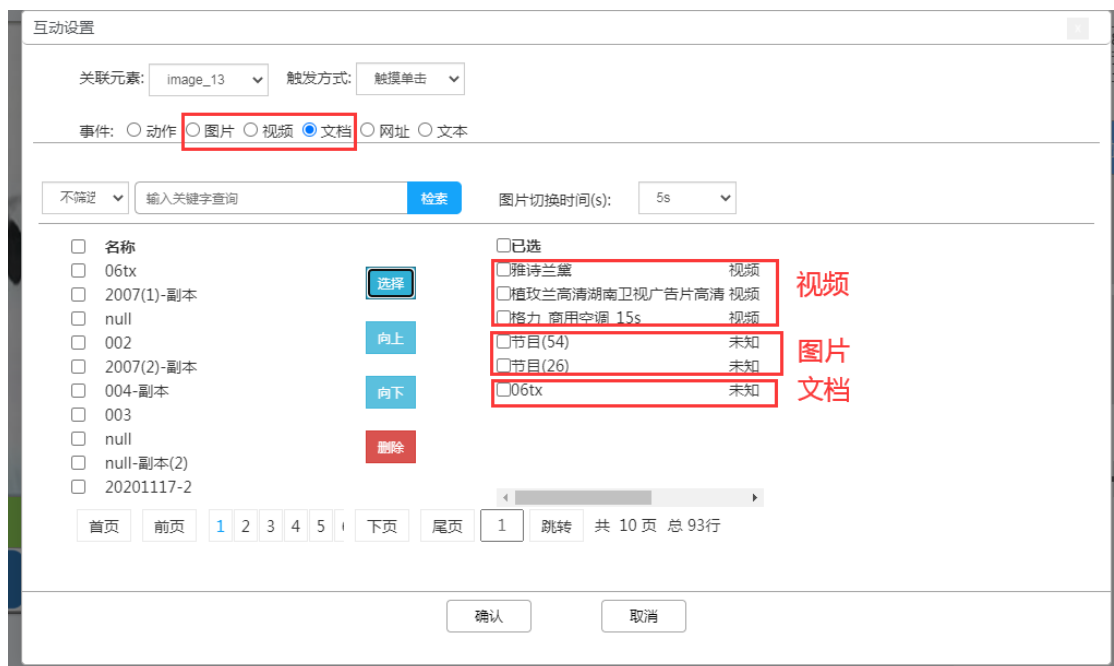 互动设置
x
关联元素: image_13 触发方式: 触摸单击
事件: 动作 图片 视频 文档 网址 文本
不筛选 输入关键字查询 检索 图片切换时间(s): 5s
名称 已选
06tx 选择 雅诗兰黛 视频
2007(1)-副本 植玫兰高清湖南卫视广告片高清 视频 视频
null 格力_商用空调_15s 视频
002 向上 节目(54) 未知 图片
2007(2)-副本 节目(26) 未知
004-副本 向下 06tx 未知 文档
003
null 删除
null-副本(2)
20201117-2
首页 前页 1 2 3 4 5 下页 尾页 1 跳转 共 10 页 总 93行
确认 取消